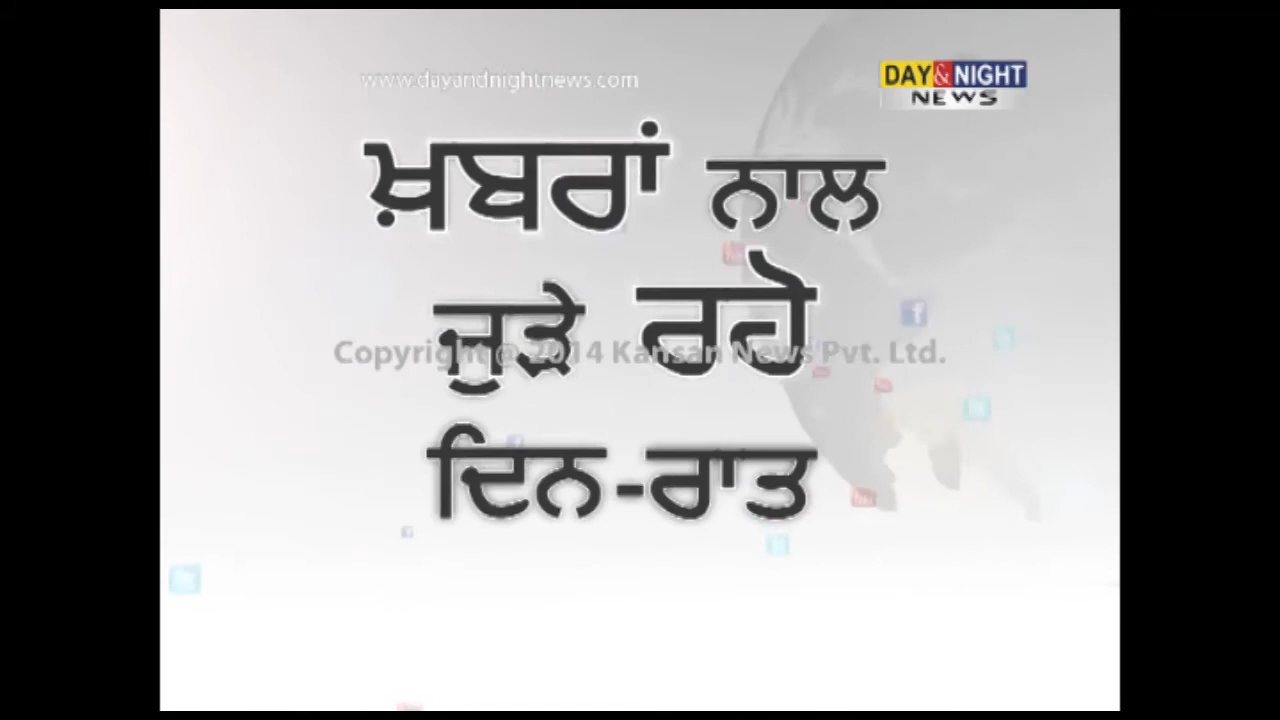 www.dayandnightnews.com
DAY&NIGHT
NEWS
ਖ਼ਬਰਾਂ ਨਾਲ
ਜੁੜੇ ਰਹੋ
Copyright @ 2014 Kansan News Pvt. Ltd.
ਦਿਨ-ਰਾਤ